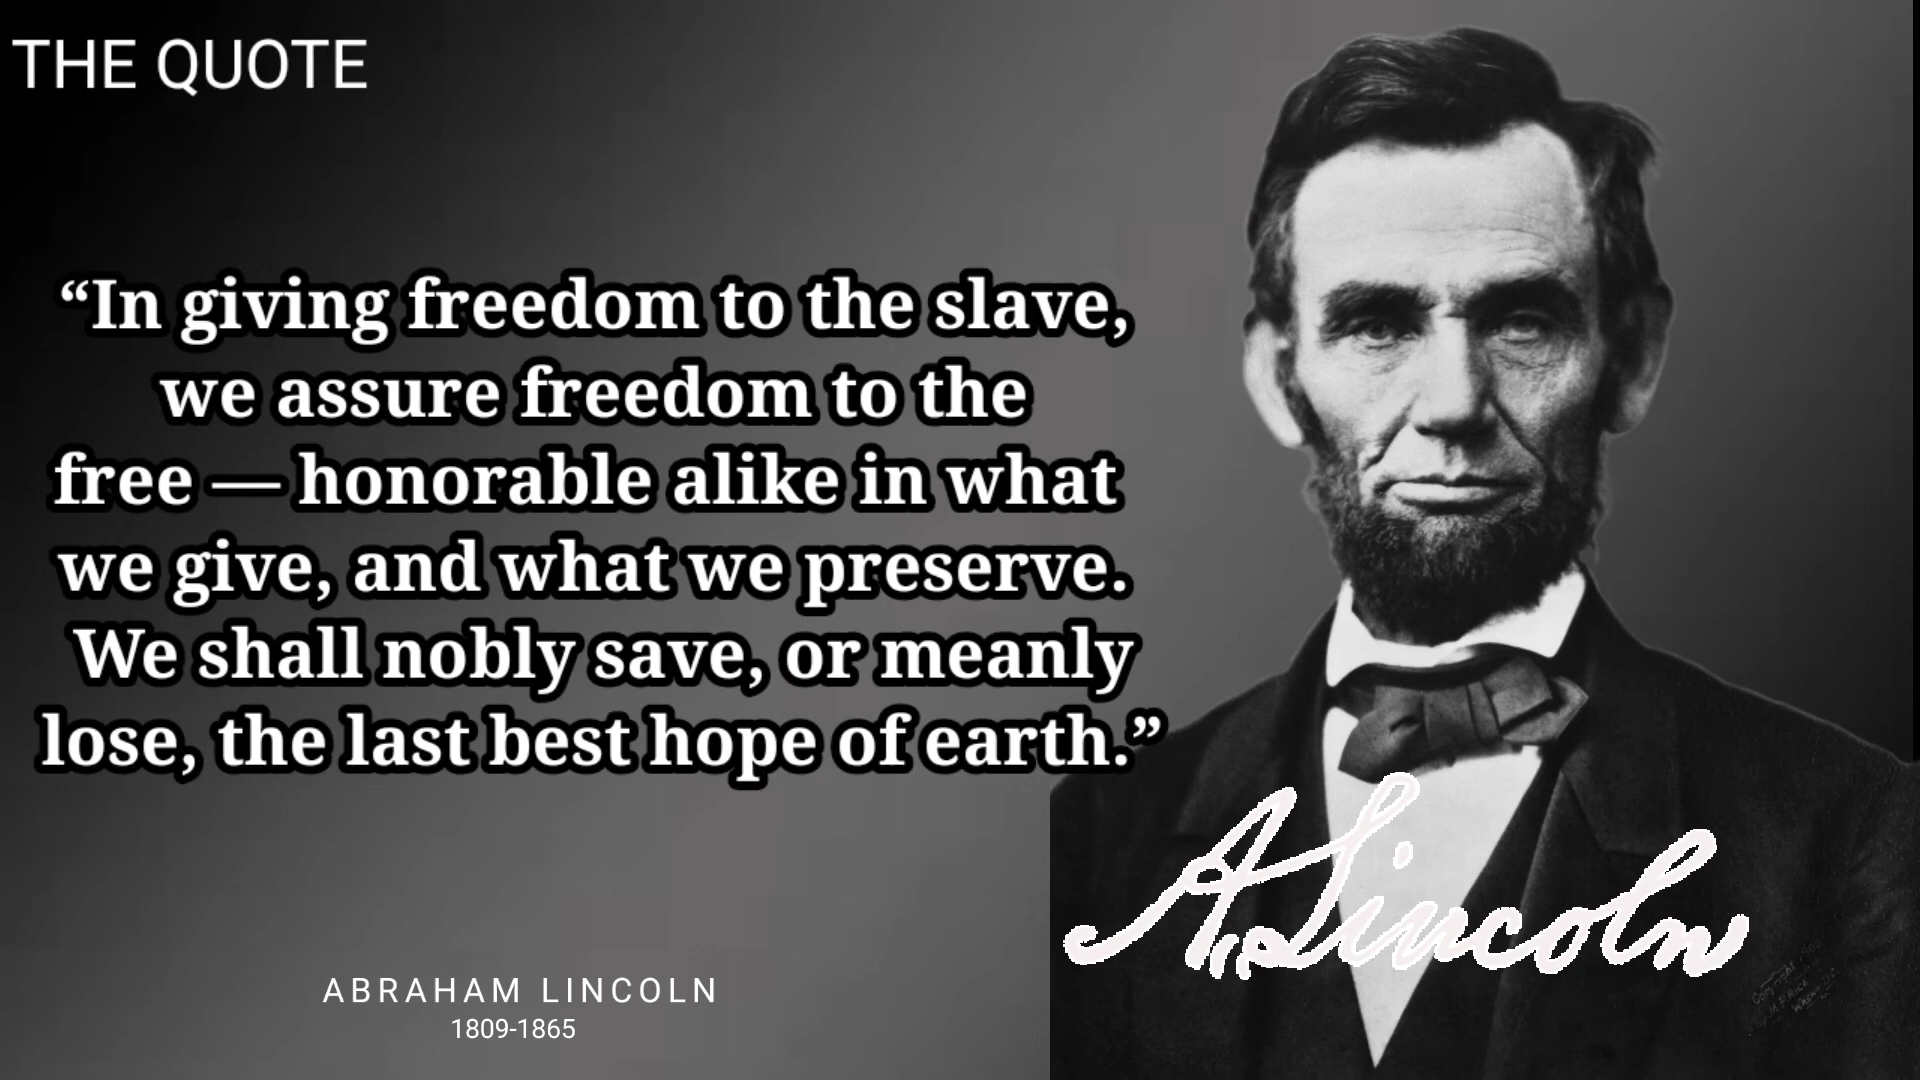 THE QUOTE
“In giving freedom to the slave,
we assure freedom to the
free — honorable alike in what
we give, and what we preserve.
We shall nobly save, or meanly
lose, the last best hope of earth.”
A. Lincoln
ABRAHAM LINCOLN
1809-1865